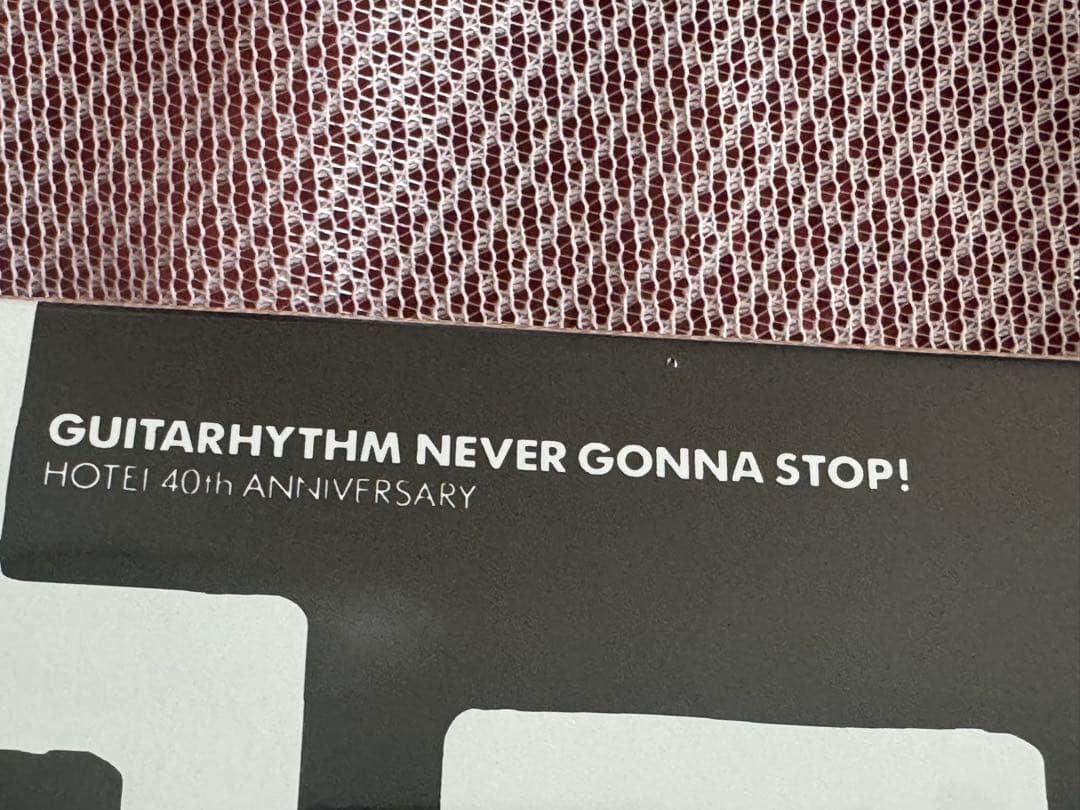 GUITARHYTHM NEVER GONNA STOP!
HOTEI 40th ANNIVERSARY